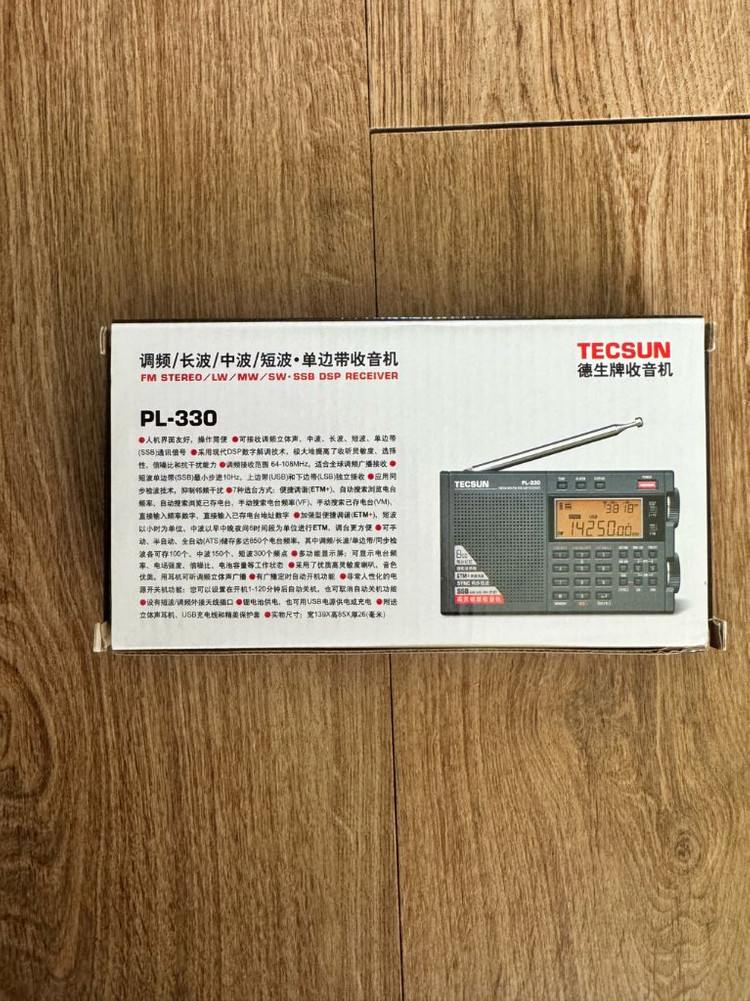 调频/长波/中波/短波·单边带收音机
FM STEREO/LW/MW/SW·SSB DSP RECEIVER
TECSUN
德生牌收音机
PL-330
●人机界面友好，操作简便 ●可接收调频立体声、中波、长波、短波、单边带
(SSB)通讯信号 ●采用现代DSP数字解调技术，极大地提高了收听灵敏度、选择
性、信噪比和抗干扰能力 ●调频接收范围 64-108MHz，适合全球调频广播接收 ●
短波单边带(SSB)最小步进10Hz，上边带(USB)和下边带(LSB)独立接收 ●应用同
步检波技术，抑制邻频干扰 ●7种选台方式：便捷调谐(ETM+)、自动搜索浏览电台
频率、自动搜索浏览已存电台、手动搜索电台频率(VF)、手动搜索已存电台(VM)、
直接输入频率数字、直接输入已存电台地址数字 ●加强型便捷调谐(ETM+)，短波
以小时为单位、中波以早中晚夜间6时间段为单位进行ETM，调台更方便 ●可手
动、半自动、全自动(ATS)储存多达850个电台频率。其中调频/长波/单边带/同步检
波各可存100个、中波150个、短波300个频点 ●多功能显示屏：可显示电台频
率、电场强度、信噪比、电池容量等工作状态 ●采用了优质高灵敏度喇叭，音色
优美。用耳机可听调频立体声广播 ●有广播定时自动开机功能 ●非常人性化的电
源开关机功能：您可以设置在开机1-120分钟后自动关机，也可取消自动关机功能
●设有短波/调频外接天线插口 ●锂电池供电，也可用USB电源供电或充电 ●附送
立体声耳机、USB充电线和精美保护套 ●实物尺寸：宽139X高85X厚26(毫米)
TECSUN
PL-330
73818
USB
14250.00
ETM+
SYNC
SSB
高灵敏度收音机